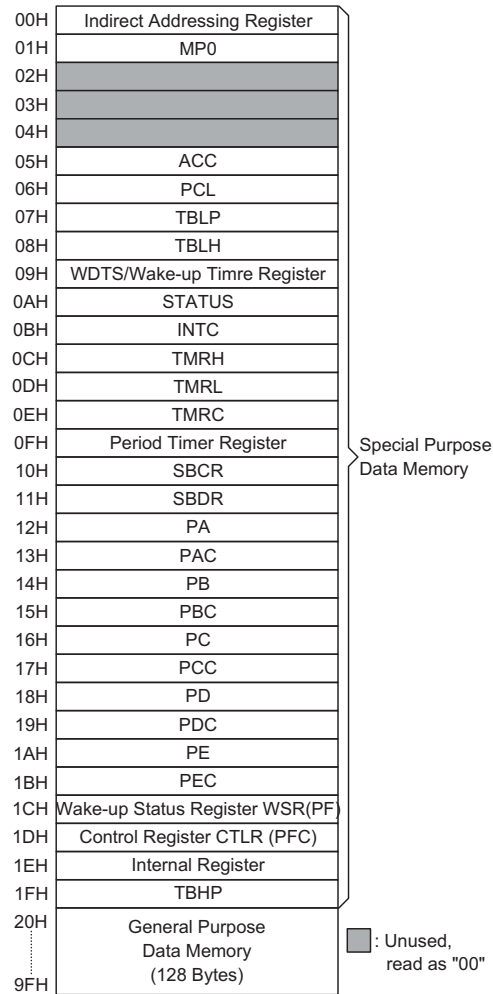 00H Indirect Addressing Register
01H MP0
02H
03H
04H
05H ACC
06H PCL
07H TBLP
08H TBLH
09H WDTS/Wake-up Timre Register
0AH STATUS
0BH INTC
0CH TMRH
0DH TMRL
0EH TMRC
0FH Period Timer Register
10H SBCR
11H SBDR
12H PA
13H PAC
14H PB
15H PBC
16H PC
17H PCC
18H PD
19H PDC
1AH PE
1BH PEC
1CH Wake-up Status Register WSR(PF)
1DH Control Register CTLR (PFC)
1EH Internal Register
1FH TBHP
Special Purpose
Data Memory
20H
General Purpose
Data Memory
(128 Bytes)
9FH
: Unused,
read as "00"